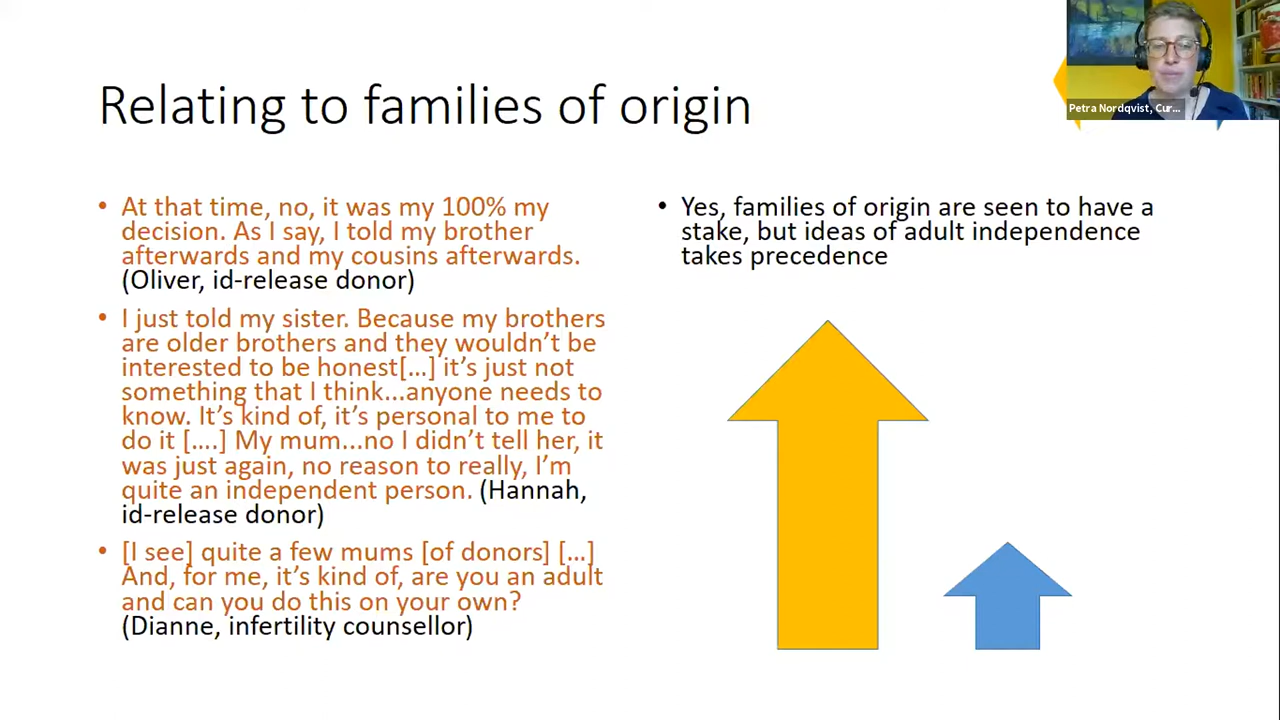 Petra Nordqvist, Cur...
Relating to families of origin
• At that time, no, it was my 100% my
decision. As I say, I told my brother
afterwards and my cousins afterwards.
(Oliver, id-release donor)
• I just told my sister. Because my brothers
are older brothers and they wouldn’t be
interested to be honest[…] it’s just not
something that I think...anyone needs to
know. It’s kind of, it’s personal to me to
do it [….] My mum...no I didn’t tell her, it
was just again, no reason to really, I’m
quite an independent person. (Hannah,
id-release donor)
• [I see] quite a few mums [of donors] […]
And, for me, it’s kind of, are you an adult
and can you do this on your own?
(Dianne, infertility counsellor)
• Yes, families of origin are seen to have a
stake, but ideas of adult independence
takes precedence